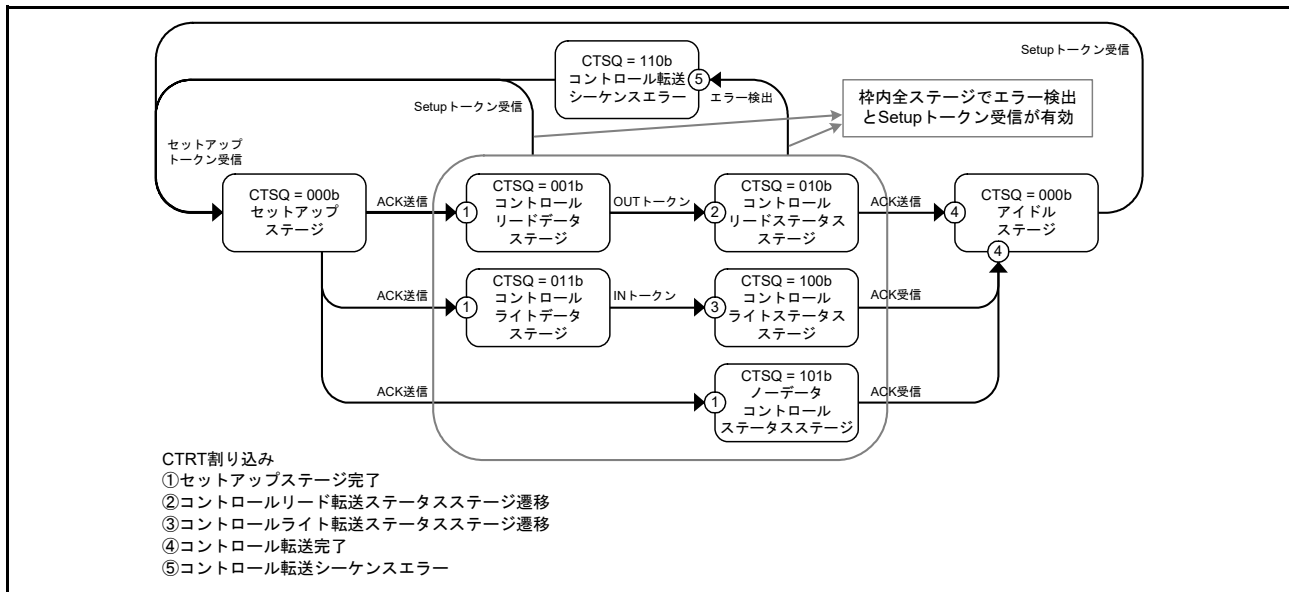 Setupトークン受信
CTSQ = 110b
コントロール転送
シーケンスエラー
⑤
エラー検出
Setupトークン受信
枠内全ステージでエラー検出
とSetupトークン受信が有効
セットアップ
トークン受信
CTSQ = 000b
セットアップ
ステージ
ACK送信
①
CTSQ = 001b
コントロール
リードデータ
ステージ
OUTトークン
②
CTSQ = 010b
コントロール
リードステータス
ステージ
ACK送信
④
CTSQ = 000b
アイドル
ステージ
④
ACK送信
①
CTSQ = 011b
コントロール
ライトデータ
ステージ
INトークン
③
CTSQ = 100b
コントロール
ライトステータス
ステージ
ACK受信
ACK送信
①
CTSQ = 101b
ノーデータ
コントロール
ステータスステージ
ACK受信
CTRT割り込み
①セットアップステージ完了
②コントロールリード転送ステータスステージ遷移
③コントロールライト転送ステータスステージ遷移
④コントロール転送完了
⑤コントロール転送シーケンスエラー